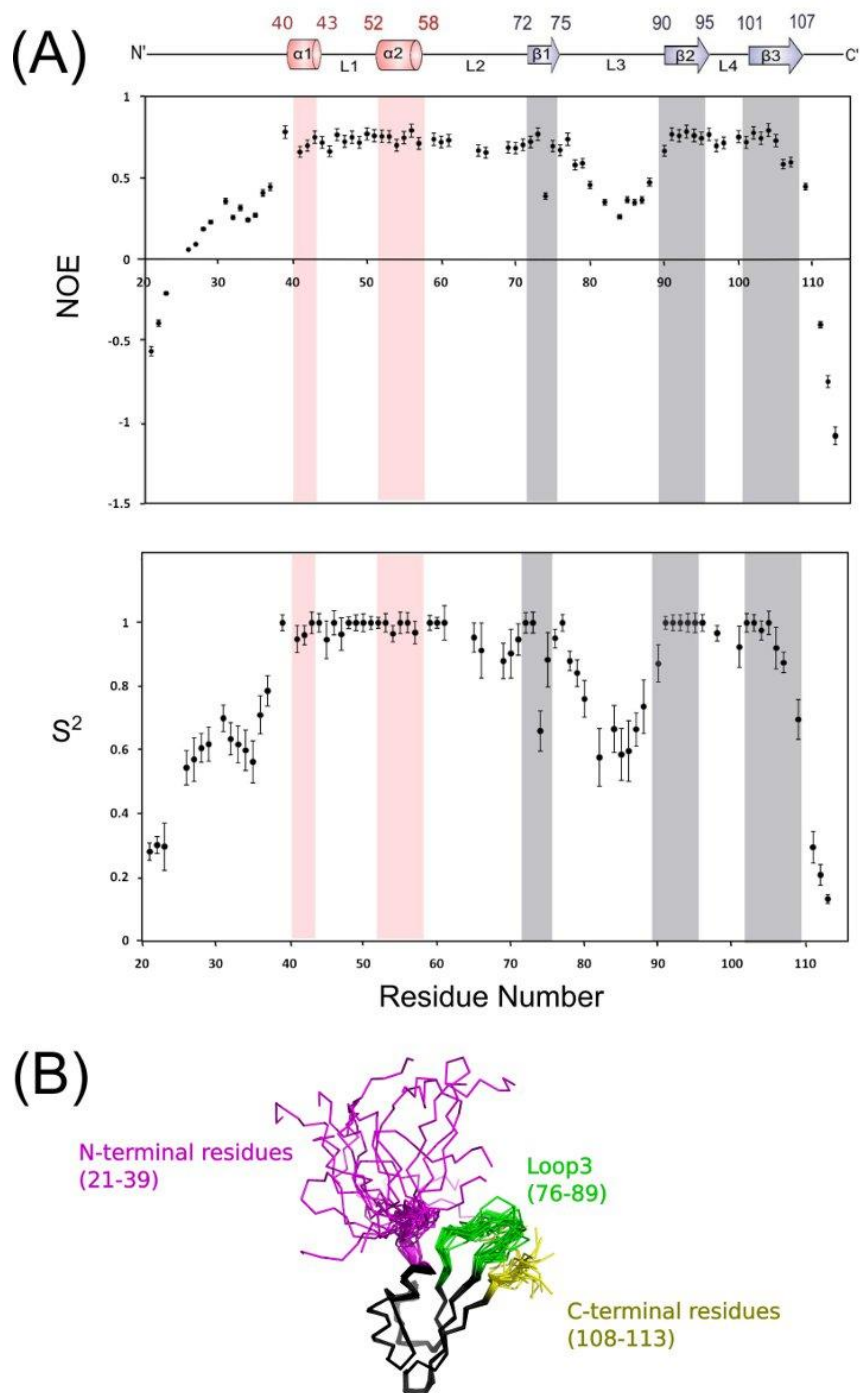 (A)
40 43 52 58 72 75 90 95 101 107
N' α1 α2 β1 β2 β3 C'
L1 L2 L3 L4
1
0.5
0
20 30 40 50 60 70 80 90 100 110
-0.5
-1
-1.5
NOE
1
0.8
0.6
0.4
0.2
0
S2
20 30 40 50 60 70 80 90 100 110
Residue Number
(B)
N-terminal residues
(21-39)
Loop3
(76-89)
C-terminal residues
(108-113)